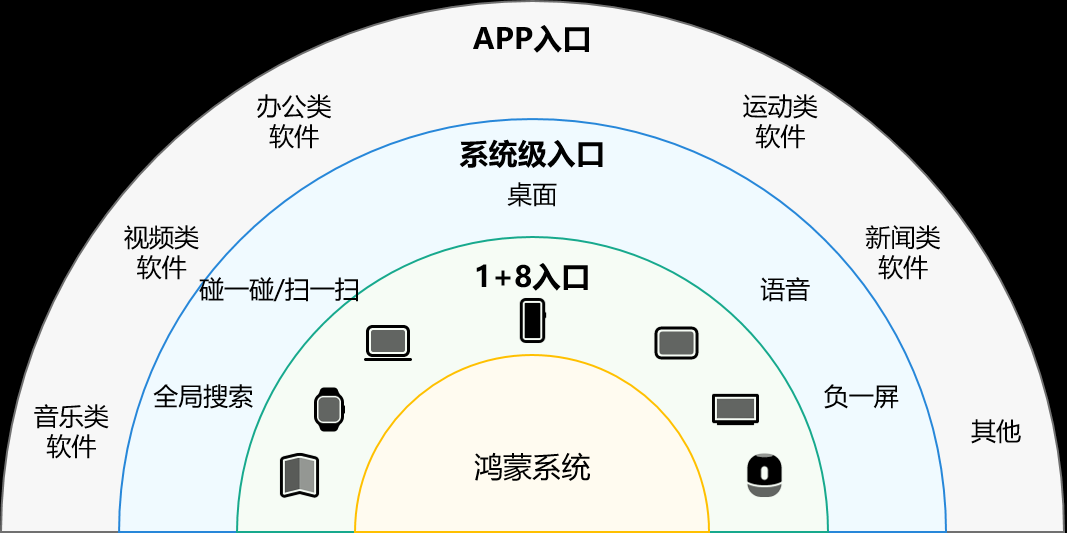 APP入口
办公类
软件
运动类
软件
系统级入口
桌面
视频类
软件
新闻类
软件
碰一碰/扫一扫
1+8入口
语音
全局搜索
负一屏
音乐类
软件
其他
鸿蒙系统